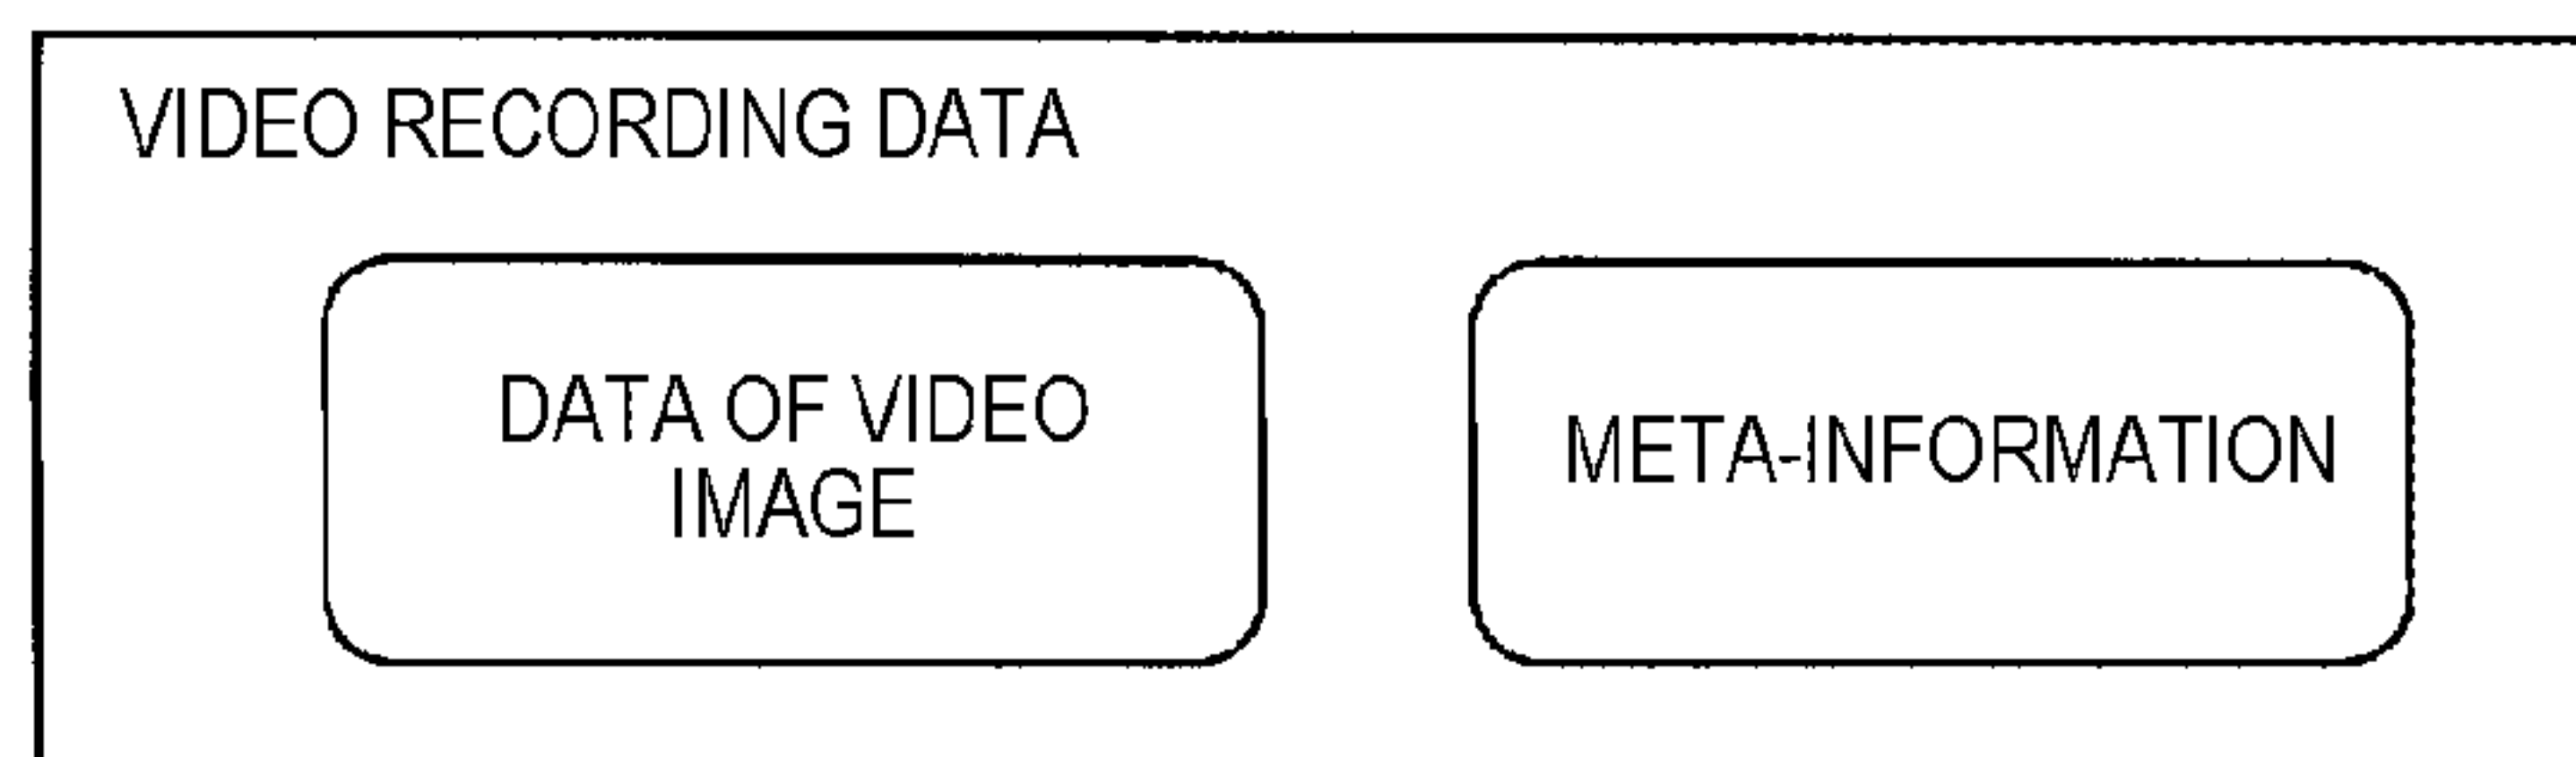 VIDEO RECORDING DATA
DATA OF VIDEO
IMAGE
META-INFORMATION